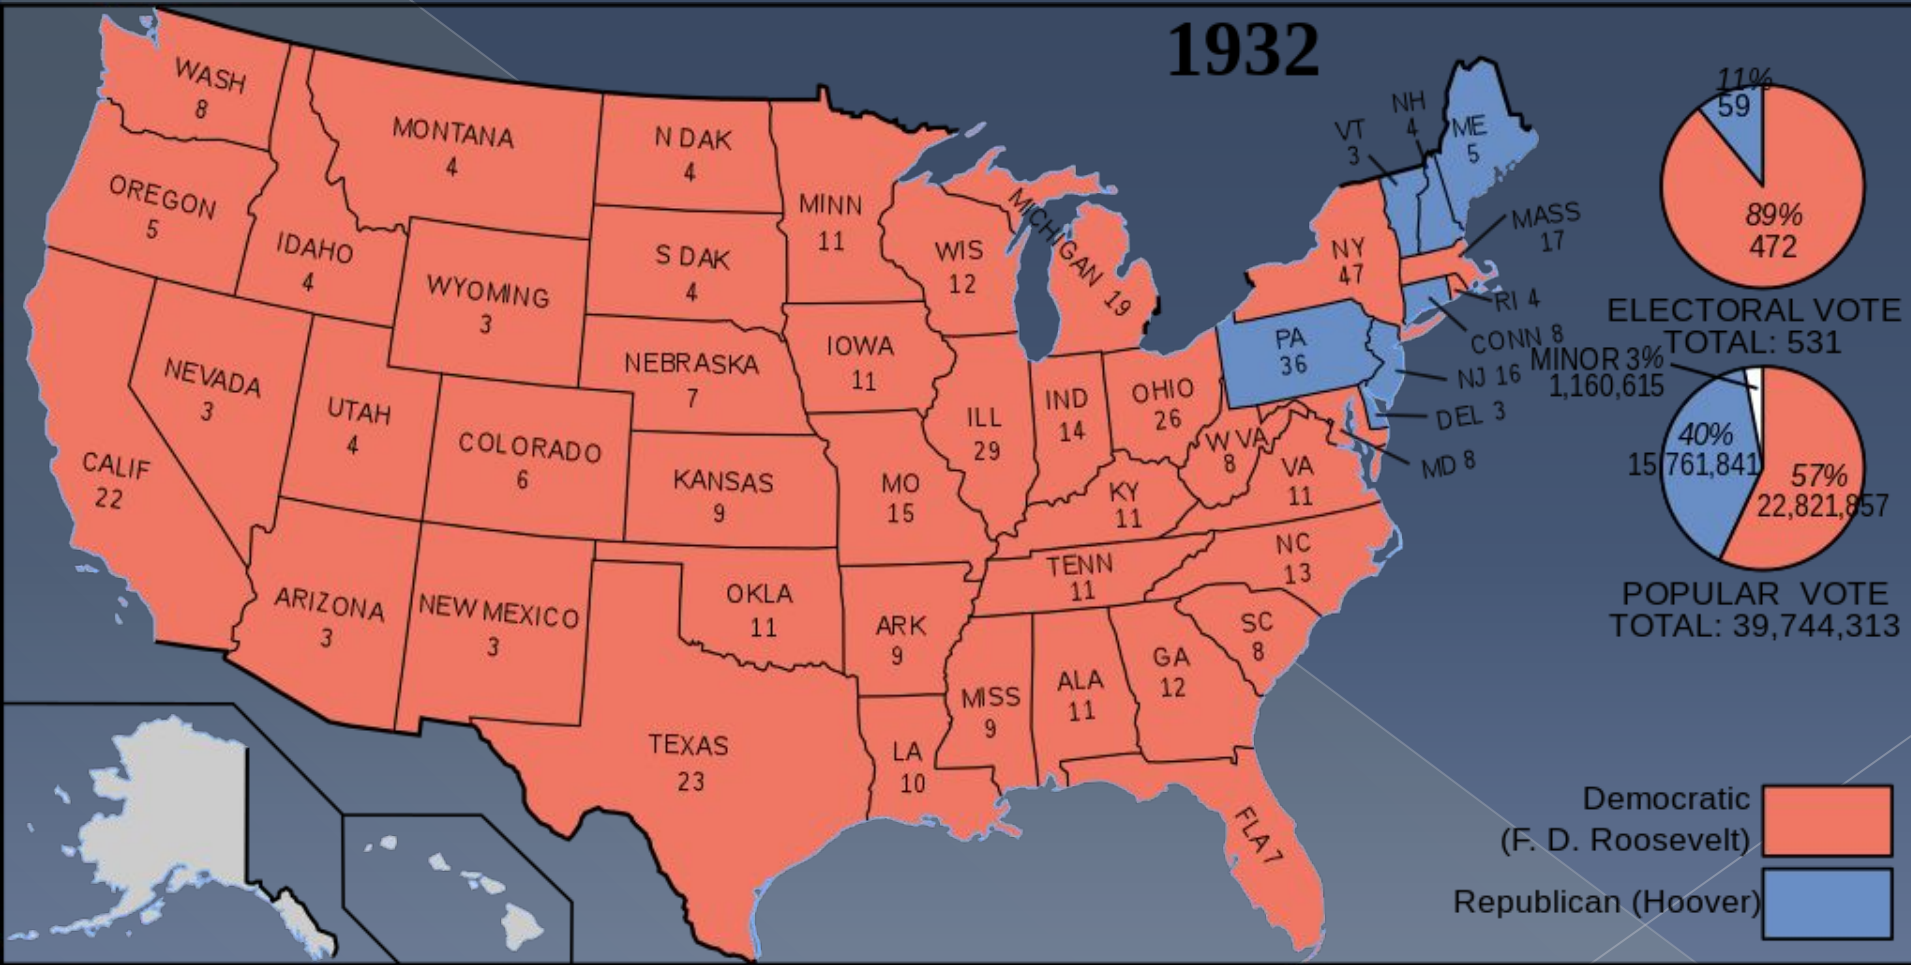 1932
WASH
8
OREGON
5
CALIF
22
NEVADA
3
IDAHO
4
MONTANA
4
WYOMING
3
UTAH
4
COLORADO
6
ARIZONA
3
NEW MEXICO
3
N DAK
4
S DAK
4
NEBRASKA
7
KANSAS
9
OKLA
11
TEXAS
23
MINN
11
IOWA
11
MO
15
ARK
9
LA
10
WIS
12
ILL
29
MICHIGAN 19
IND
14
OHIO
26
KY
11
TENN
11
MISS
9
ALA
11
GA
12
FLA 7
SC
8
NC
13
VA
11
W VA
8
PA
36
NY
47
VT
3
NH
4
ME
5
MASS
17
RI 4
CONN 8
NJ 16
DEL 3
MD 8
11%
59
89%
472
ELECTORAL VOTE
TOTAL: 531
MINOR 3%
1,160,615
40%
15,761,841
57%
22,821,857
POPULAR VOTE
TOTAL: 39,744,313
Democratic
(F. D. Roosevelt)
Republican (Hoover)